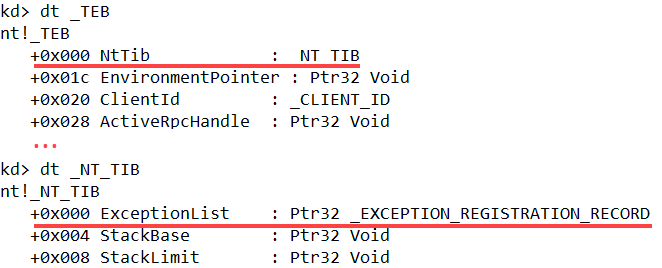 kd> dt _TEB
nt!_TEB
+0x000 NtTib : _NT_TIB
+0x01c EnvironmentPointer : Ptr32 Void
+0x020 ClientId : _CLIENT_ID
+0x028 ActiveRpcHandle : Ptr32 Void
...
kd> dt _NT_TIB
nt!_NT_TIB
+0x000 ExceptionList : Ptr32 _EXCEPTION_REGISTRATION_RECORD
+0x004 StackBase : Ptr32 Void
+0x008 StackLimit : Ptr32 Void